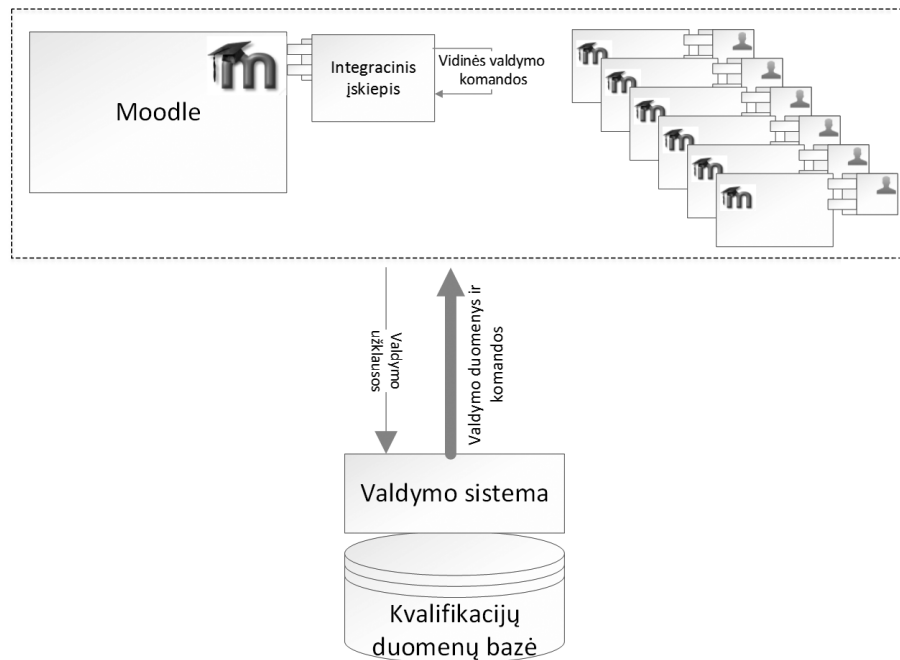 Moodle
m
Integracinis
įskiepis
Vidinės valdymo
komandos
m
m
m
m
m
m
Valdymo
užklausos
Valdymo duomenys ir
komandos
Valdymo sistema
Kvalifikacijų
duomenų bazė